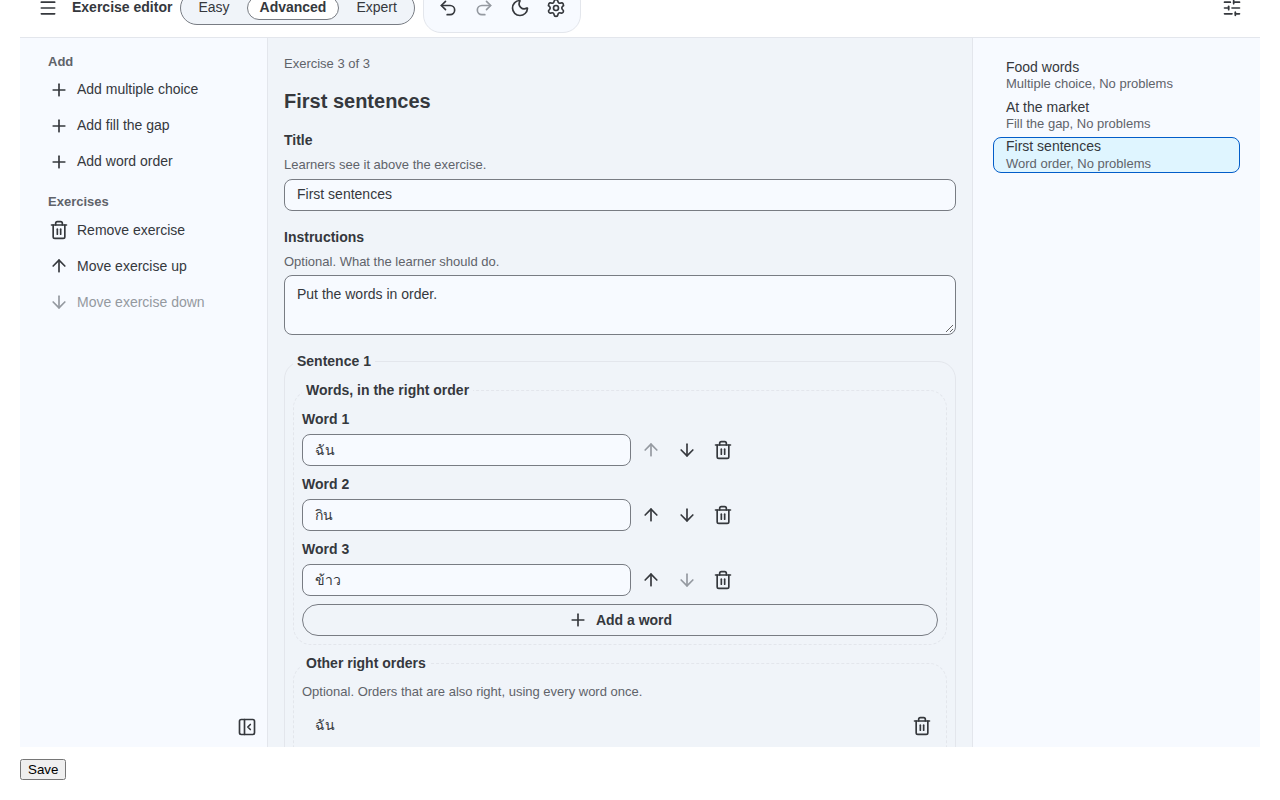 Exercise editor Easy Advanced Expert
Add
Add multiple choice
Add fill the gap
Add word order
Exercises
Remove exercise
Move exercise up
Move exercise down
Exercise 3 of 3
First sentences
Title
Learners see it above the exercise.
First sentences
Instructions
Optional. What the learner should do.
Put the words in order.
Sentence 1
Words, in the right order
Word 1
ฉัน
Word 2
กิน
Word 3
ข้าว
Add a word
Other right orders
Optional. Orders that are also right, using every word once.
ฉัน
Food words
Multiple choice, No problems
At the market
Fill the gap, No problems
First sentences
Word order, No problems
Save